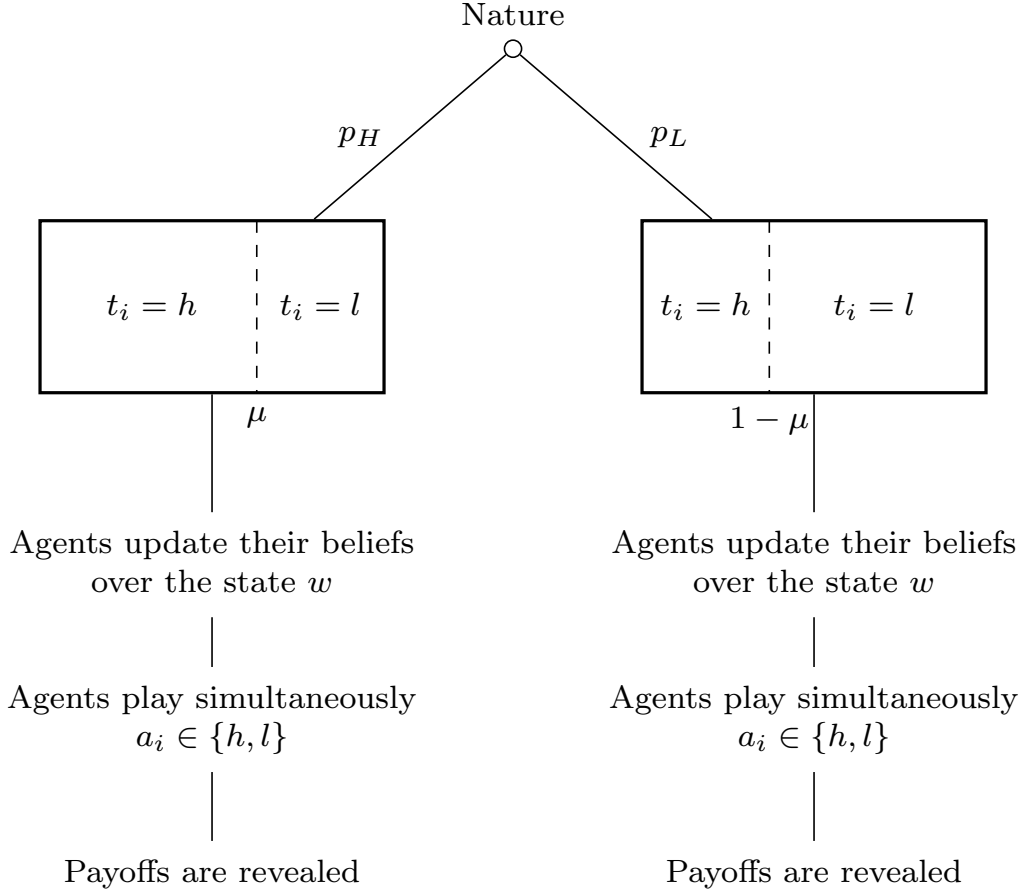 Nature
p_H
p_L
t_i = h
t_i = l
t_i = h
t_i = l
μ
1 − μ
Agents update their beliefs
over the state w
Agents update their beliefs
over the state w
Agents play simultaneously
a_i ∈ {h, l}
Agents play simultaneously
a_i ∈ {h, l}
Payoffs are revealed
Payoffs are revealed